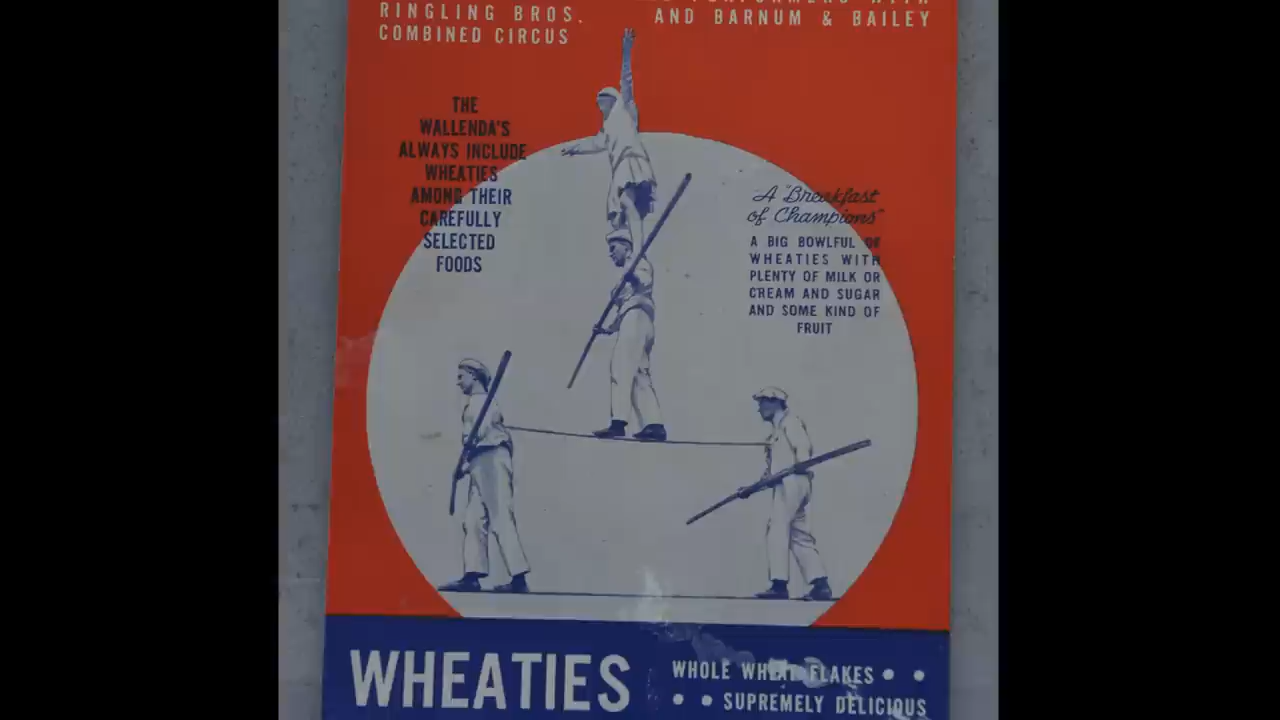 RINGLING BROS.
COMBINED CIRCUS
WITH
AND BARNUM & BAILEY
THE
WALLENDA'S
ALWAYS INCLUDE
WHEATIES
AMONG THEIR
CAREFULLY
SELECTED
FOODS
A "Breakfast
of Champions"
A BIG BOWLFUL OF
WHEATIES WITH
PLENTY OF MILK OR
CREAM AND SUGAR
AND SOME KIND OF
FRUIT
WHEATIES
WHOLE WHEAT FLAKES • •
• • SUPREMELY DELICIOUS